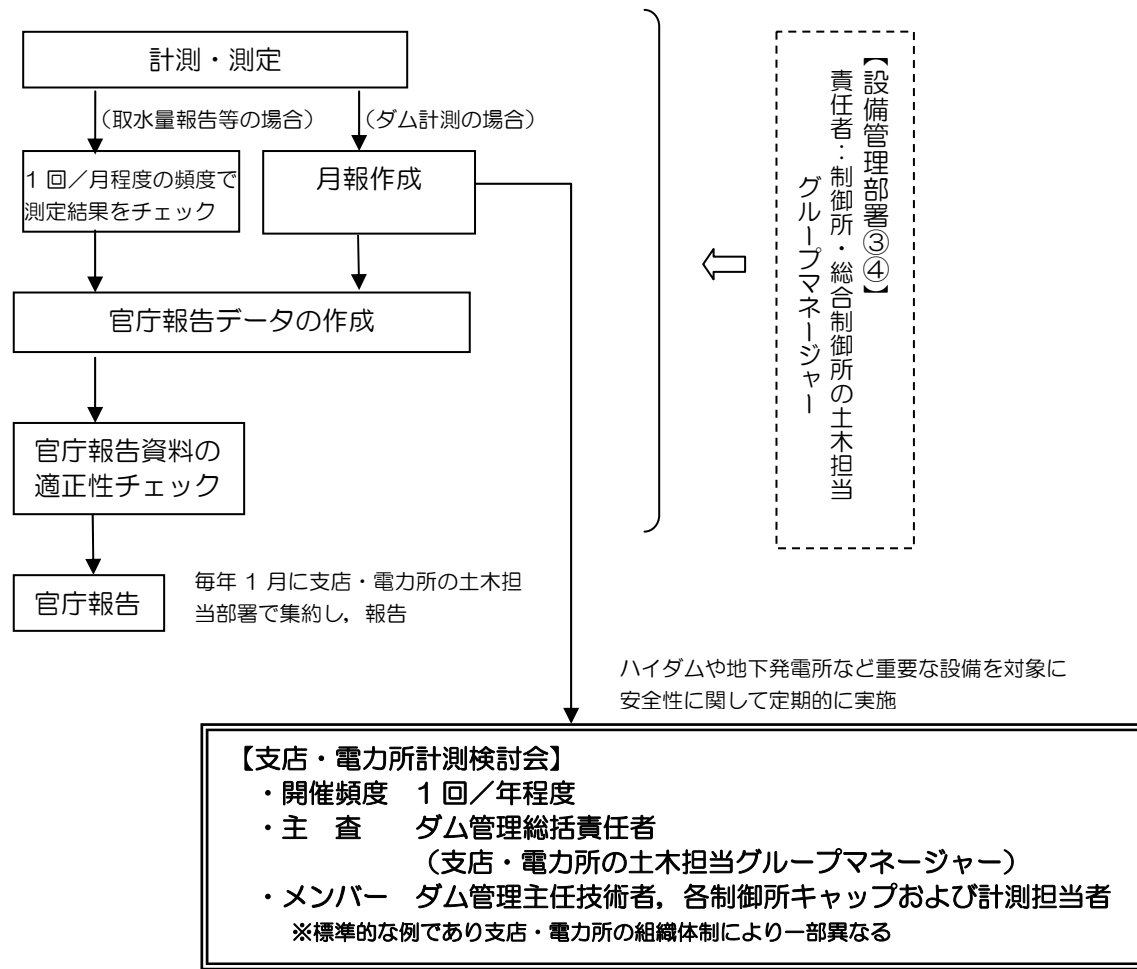 計測・測定
（取水量報告等の場合）
（ダム計測の場合）
1 回／月程度の頻度で
測定結果をチェック
月報作成
官庁報告データの作成
官庁報告資料の
適正性チェック
官庁報告
毎年 1 月に支店・電力所の土木担
当部署で集約し，報告
【設備管理部署③④】
責任者：制御所・総合制御所の土木担当
グループマネージャー
ハイダムや地下発電所など重要な設備を対象に
安全性に関して定期的に実施
【支店・電力所計測検討会】
・開催頻度　1 回／年程度
・主　査　ダム管理総括責任者
（支店・電力所の土木担当グループマネージャー）
・メンバー　ダム管理主任技術者，各制御所キャップおよび計測担当者
※標準的な例であり支店・電力所の組織体制により一部異なる